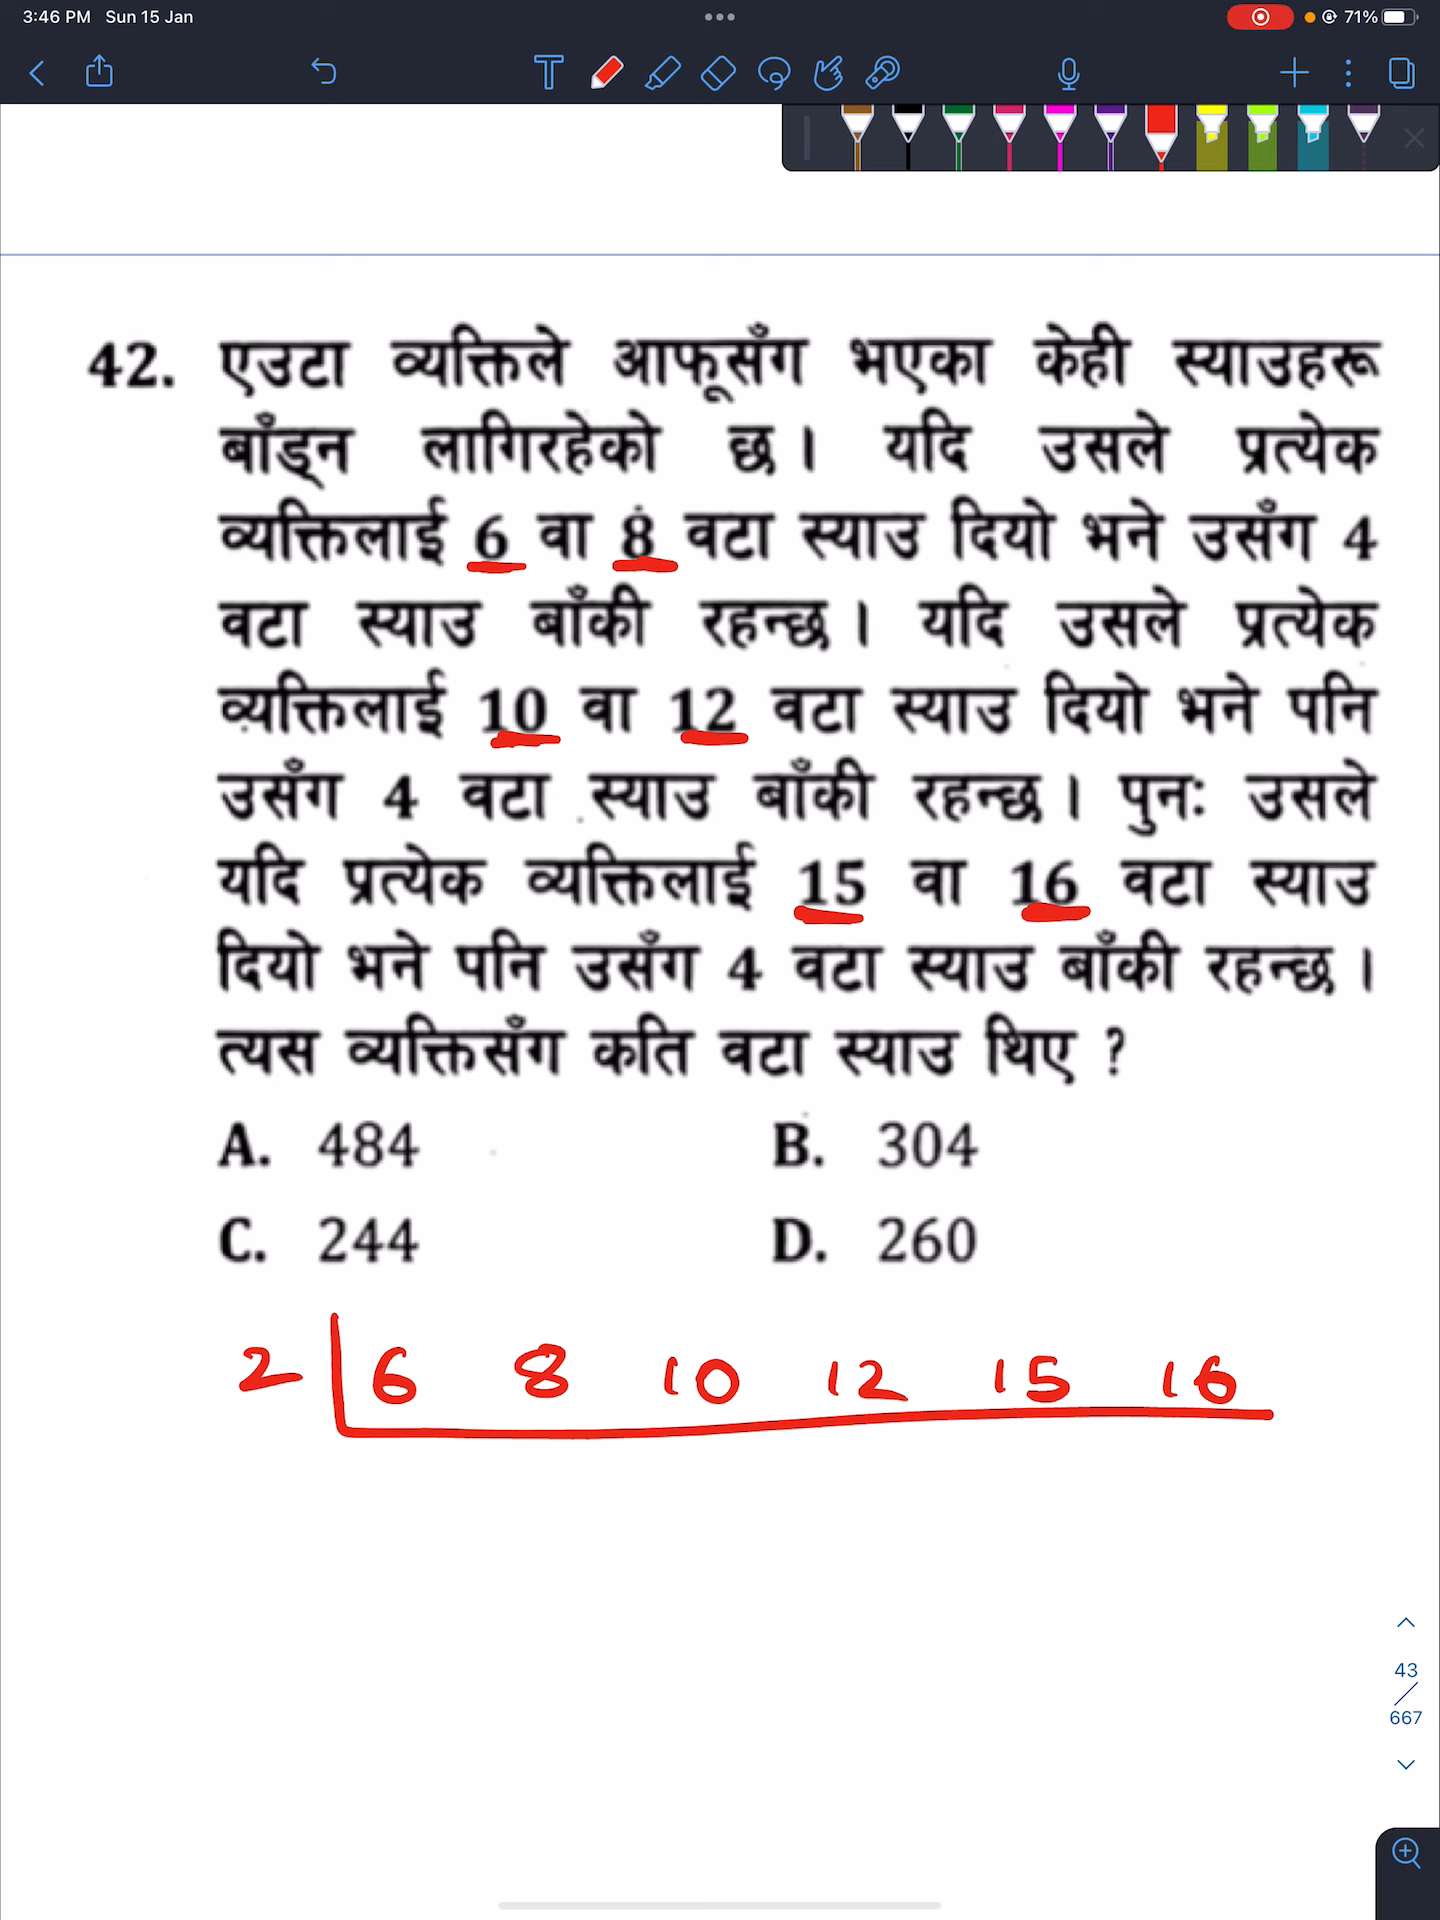 3:46 PM Sun 15 Jan
71%
42. एउटा व्यक्तिले आफूसँग भएका केही स्याउहरू
बाँड्न लागिरहेको छ। यदि उसले प्रत्येक
व्यक्तिलाई 6 वा 8 वटा स्याउ दियो भने उसँग 4
वटा स्याउ बाँकी रहन्छ। यदि उसले प्रत्येक
व्यक्तिलाई 10 वा 12 वटा स्याउ दियो भने पनि
उसँग 4 वटा स्याउ बाँकी रहन्छ। पुनः उसले
यदि प्रत्येक व्यक्तिलाई 15 वा 16 वटा स्याउ
दियो भने पनि उसँग 4 वटा स्याउ बाँकी रहन्छ।
त्यस व्यक्तिसँग कति वटा स्याउ थिए ?
A. 484 B. 304
C. 244 D. 260
2 6 8 10 12 15 16
43
667